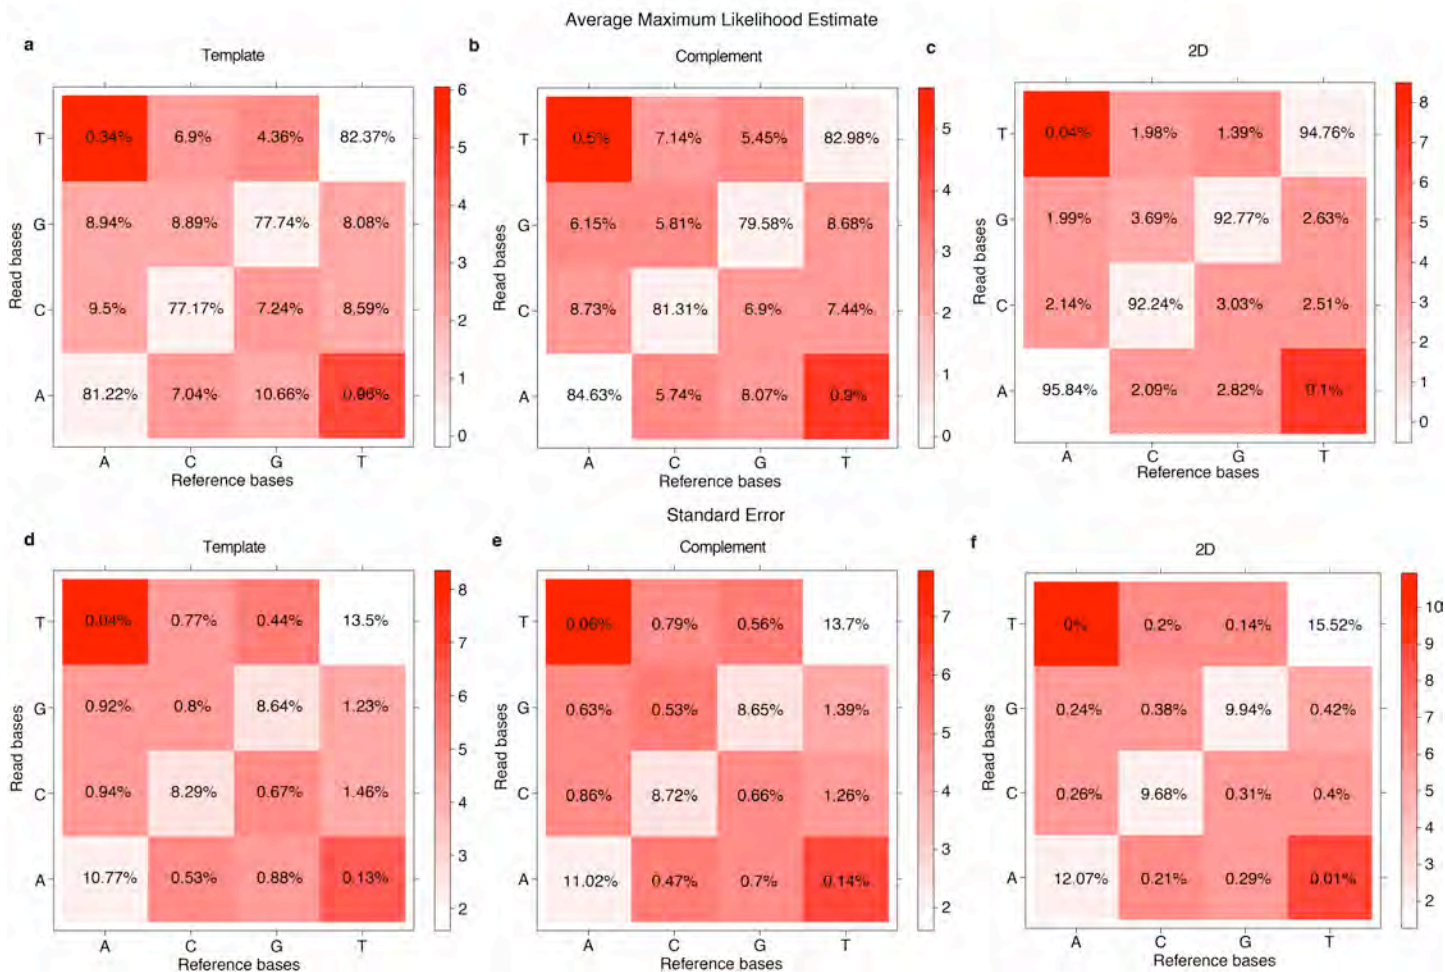 Average Maximum Likelihood Estimate
a
Template
T 0.34% 6.9% 4.36% 82.37%
G 8.94% 8.89% 77.74% 8.08%
C 9.5% 77.17% 7.24% 8.59%
A 81.22% 7.04% 10.66% 0.96%
A C G T
Reference bases
Read bases
6
5
4
3
2
1
0
b
Complement
T 0.5% 7.14% 5.45% 82.98%
G 6.15% 5.81% 79.58% 8.68%
C 8.73% 81.31% 6.9% 7.44%
A 84.63% 5.74% 8.07% 0.9%
A C G T
Reference bases
Read bases
5
4
3
2
1
0
c
2D
T 0.04% 1.98% 1.39% 94.76%
G 1.99% 3.69% 92.77% 2.63%
C 2.14% 92.24% 3.03% 2.51%
A 95.84% 2.09% 2.82% 0.1%
A C G T
Reference bases
Read bases
8
7
6
5
4
3
2
1
0
Standard Error
d
Template
T 0.04% 0.77% 0.44% 13.5%
G 0.92% 0.8% 8.64% 1.23%
C 0.94% 8.29% 0.67% 1.46%
A 10.77% 0.53% 0.88% 0.13%
A C G T
Reference bases
Read bases
8
7
6
5
4
3
2
e
Complement
T 0.06% 0.79% 0.56% 13.7%
G 0.63% 0.53% 8.65% 1.39%
C 0.86% 8.72% 0.66% 1.26%
A 11.02% 0.47% 0.7% 0.14%
A C G T
Reference bases
Read bases
7
6
5
4
3
2
f
2D
T 0% 0.2% 0.14% 15.52%
G 0.24% 0.38% 9.94% 0.42%
C 0.26% 9.68% 0.31% 0.4%
A 12.07% 0.21% 0.29% 0.01%
A C G T
Reference bases
Read bases
10
9
8
7
6
5
4
3
2